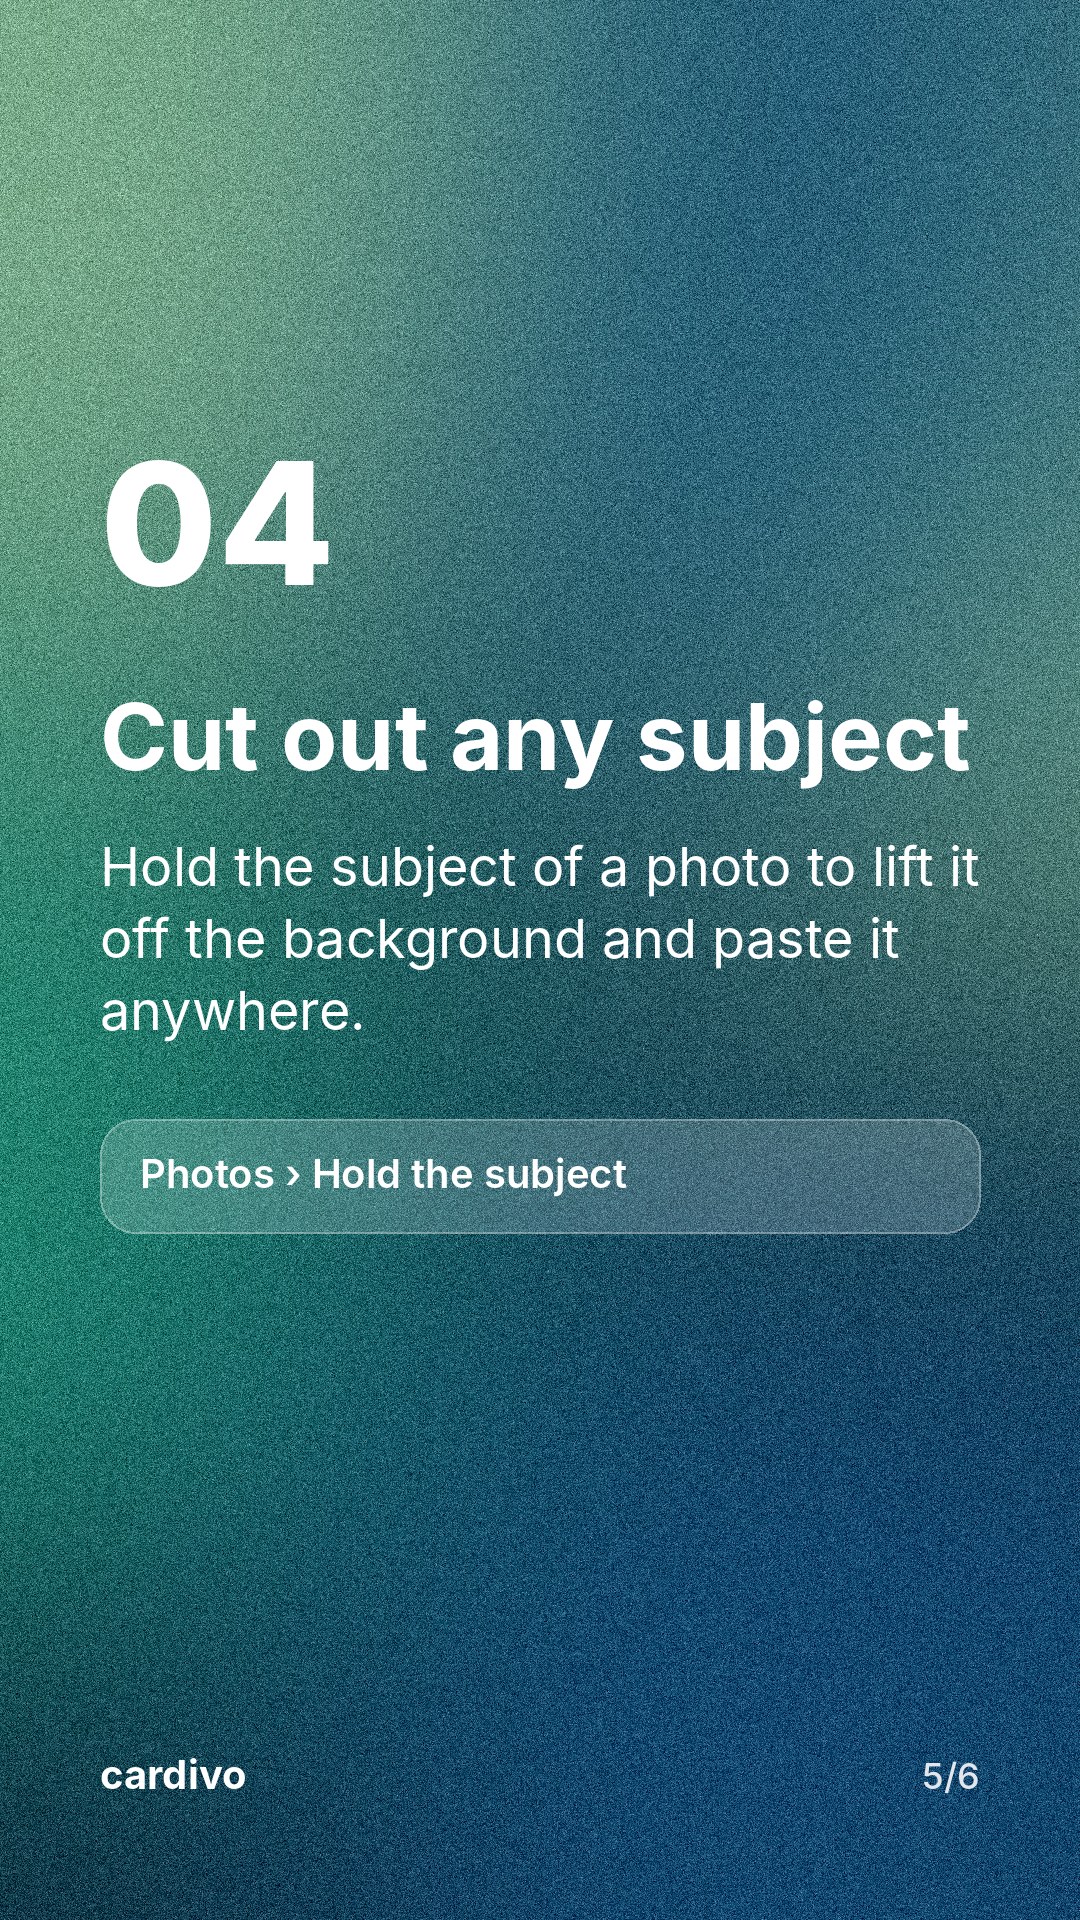 04
Cut out any subject
Hold the subject of a photo to lift it
off the background and paste it
anywhere.
Photos › Hold the subject
cardivo
5/6